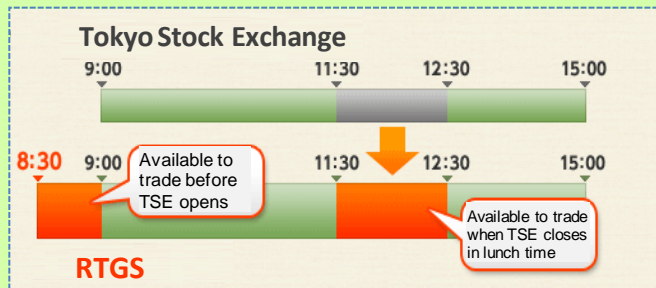 Tokyo Stock Exchange
9:00 11:30 12:30 15:00
8:30 9:00 11:30 12:30 15:00
Available to
trade before
TSE opens
Available to trade
when TSE closes
in lunch time
RTGS